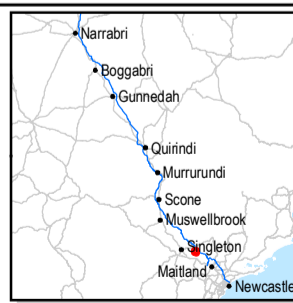 Narrabri
Boggabri
Gunnedah
Quirindi
Murrurundi
Scone
Muswellbrook
Singleton
Maitland
Newcastle